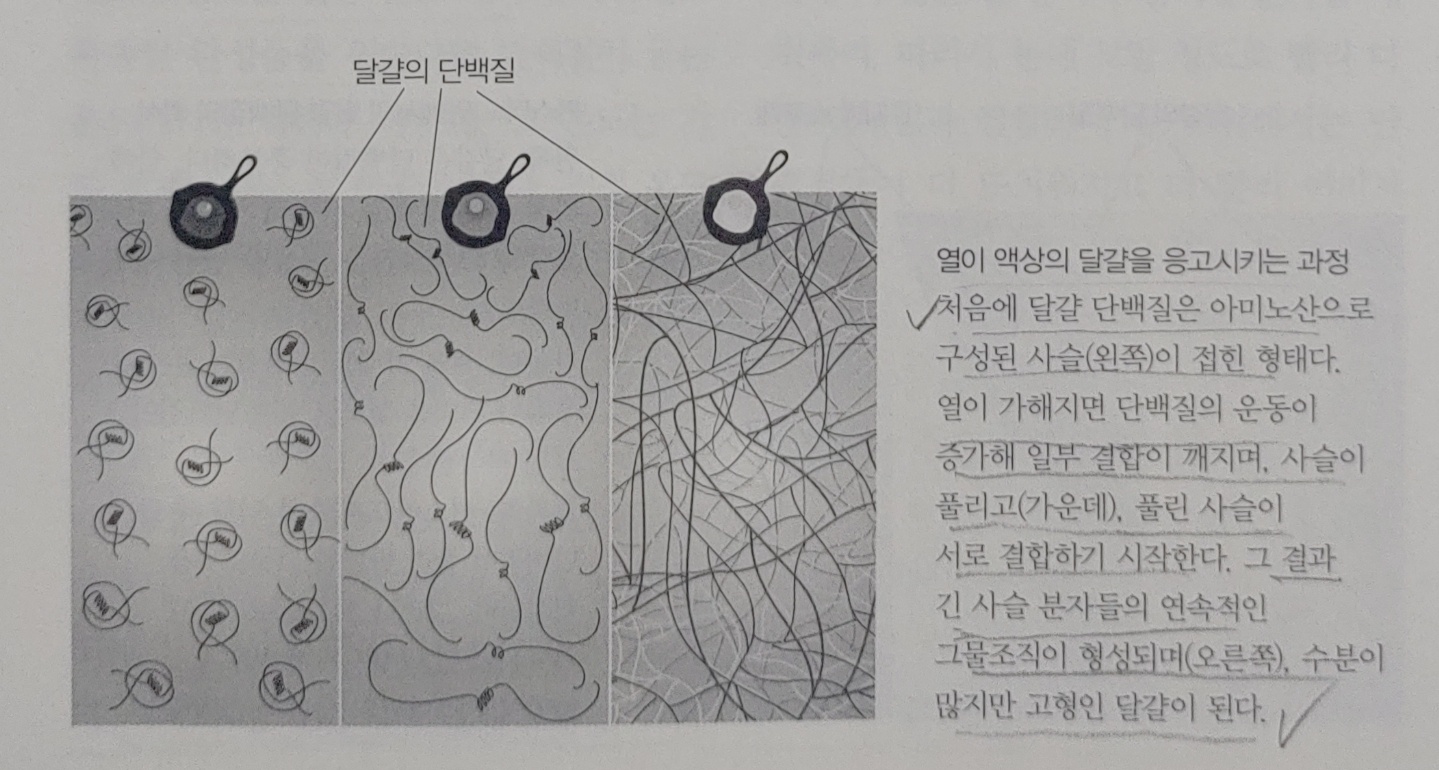 달걀의 단백질
열이 액상의 달걀을 응고시키는 과정
처음에 달걀 단백질은 아미노산으로
구성된 사슬(왼쪽)이 접힌 형태다.
열이 가해지면 단백질의 운동이
증가해 일부 결합이 깨지며, 사슬이
풀리고(가운데), 풀린 사슬이
서로 결합하기 시작한다. 그 결과
긴 사슬 분자들의 연속적인
그물조직이 형성되며(오른쪽), 수분이
많지만 고형인 달걀이 된다.